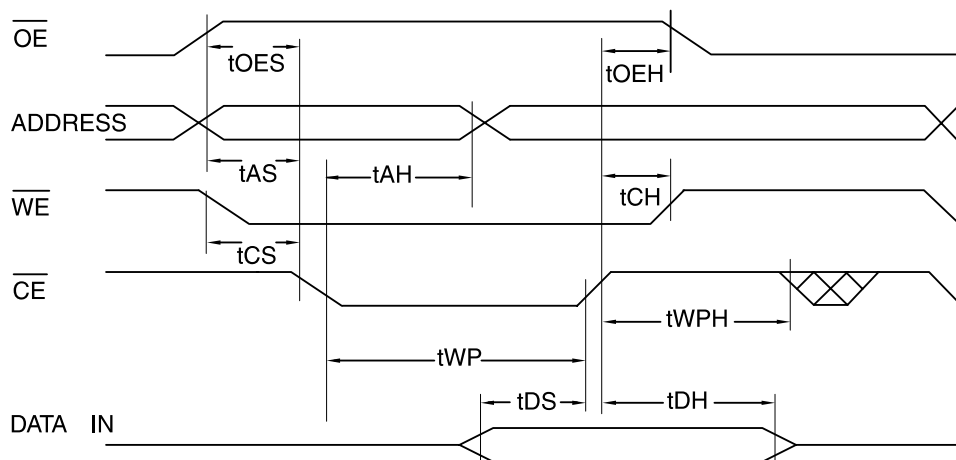 OE
tOES
tOEH
ADDRESS
tAS
tAH
tCH
WE
tCS
CE
tWPH
tWP
tDS
tDH
DATA IN